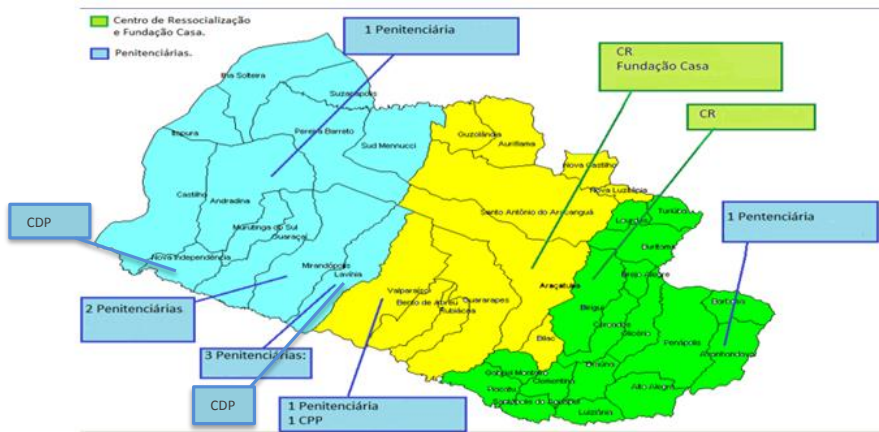 Centro de Ressocialização
e Fundação Casa.
Penitenciárias.
1 Penitenciária
CR
Fundação Casa
CR
1 Pentenciária
CDP
2 Penitenciárias
3 Penitenciárias:
CDP
1 Penitenciária
1 CPP
Ilha Solteira
Suzanápolis
Itapura
Pereira Barreto
Sud Mennucci
Castilho
Andradina
Murutinga do Sul
Guaraçaí
Nova Independência
Mirandópolis
Lavínia
Guzolândia
Auriflama
Nova Castilho
Nova Luzitânia
Santo Antônio do Aracanguá
Araçatuba
Valparaíso
Bento de Abreu
Rubiácea
Guararapes
Bilac
Lourdes
Turiúba
Buritama
Brejo Alegre
Birigui
Coroados
Glicério
Penápolis
Barbosa
Avanhandava
Gabriel Monteiro
Clementina
Braúna
Alto Alegre
Piacatu
Santópolis do Aguapeí
Luiziânia